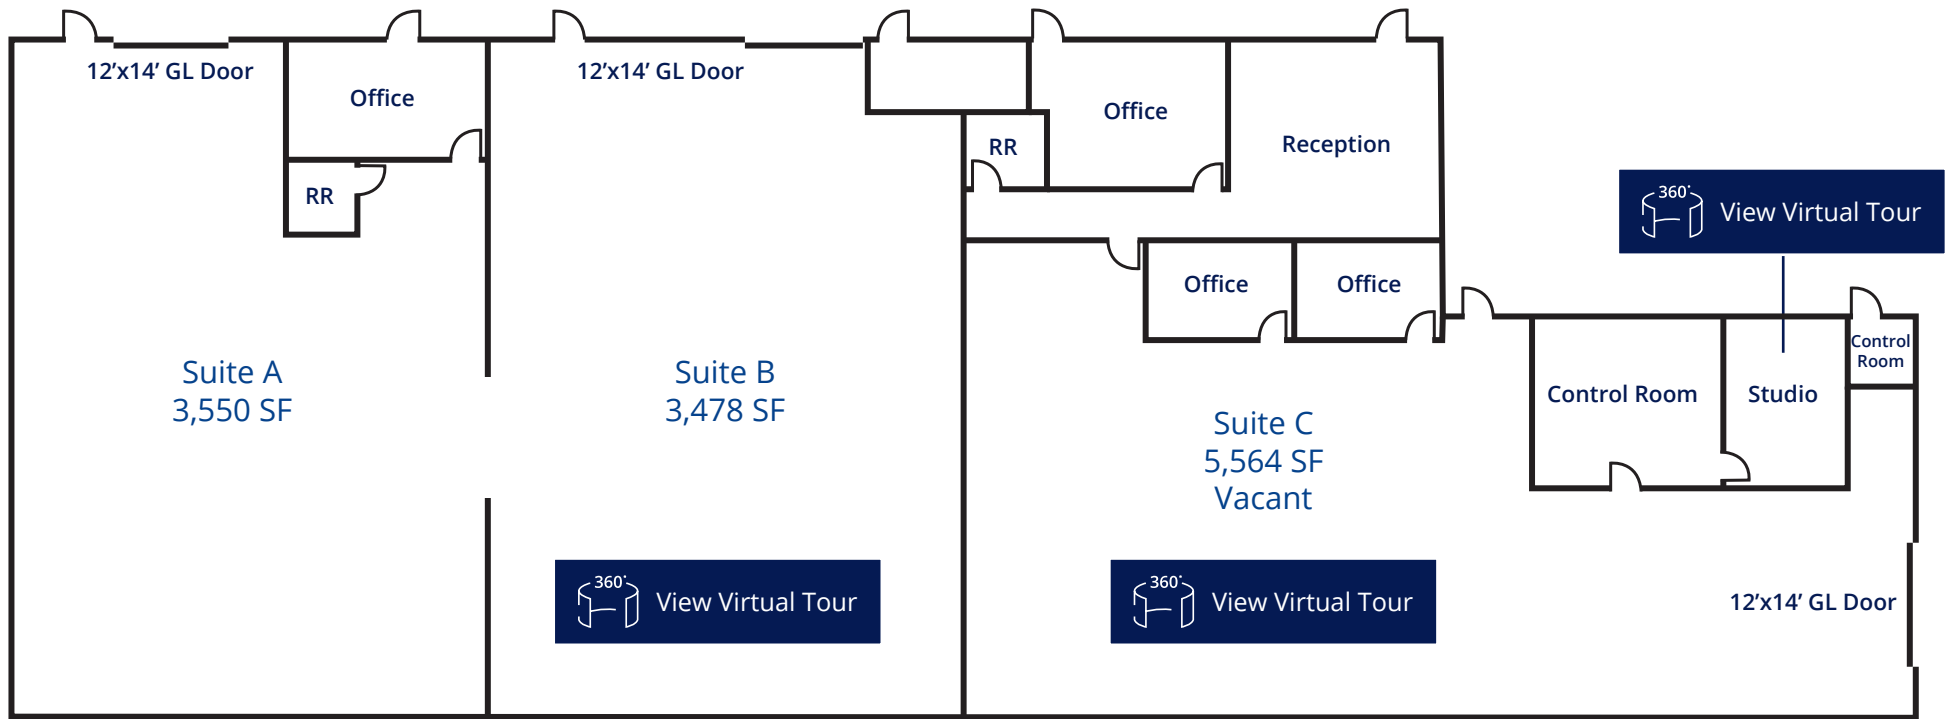 12’x14’ GL Door
Office
RR
Suite A
3,550 SF
12’x14’ GL Door
Suite B
3,478 SF
360°
View Virtual Tour
RR
Office
Reception
Office
Office
Suite C
5,564 SF
Vacant
360°
View Virtual Tour
360°
View Virtual Tour
Control Room
Studio
Control
Room
12’x14’ GL Door